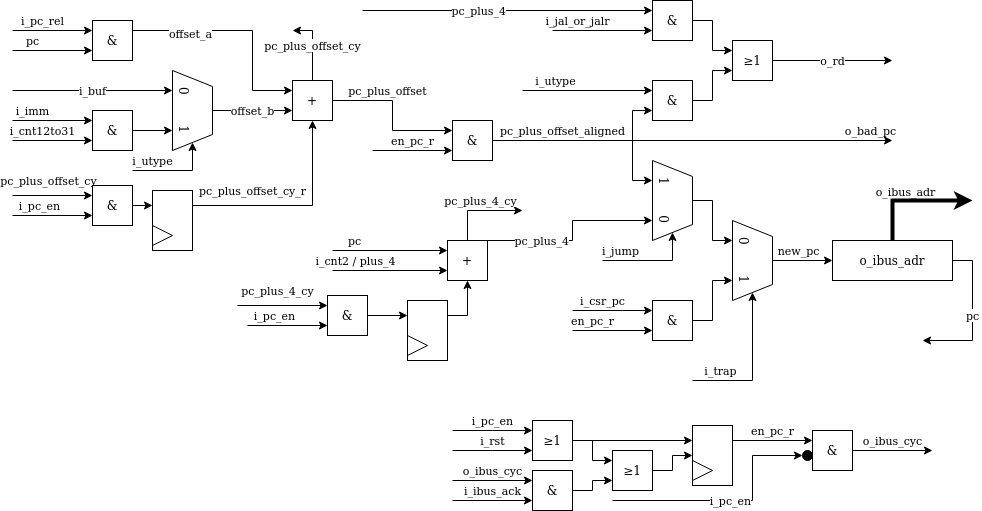 pc_plus_4
i_jal_or_jalr
&
i_pc_rel
pc
&
offset_a
pc_plus_offset_cy
≥1
o_rd
i_buf
0
1
i_imm
i_cnt12to31
&
i_utype
offset_b
+
pc_plus_offset
i_utype
&
en_pc_r
&
pc_plus_offset_aligned
o_bad_pc
pc_plus_offset_cy
i_pc_en
&
pc_plus_offset_cy_r
pc_plus_4_cy
pc
i_cnt2 / plus_4
+
pc_plus_4
1
0
i_jump
o_ibus_adr
0
1
new_pc
o_ibus_adr
pc
pc_plus_4_cy
i_pc_en
&
i_csr_pc
en_pc_r
&
i_trap
i_pc_en
i_rst
≥1
o_ibus_cyc
i_ibus_ack
&
≥1
en_pc_r
i_pc_en
&
o_ibus_cyc